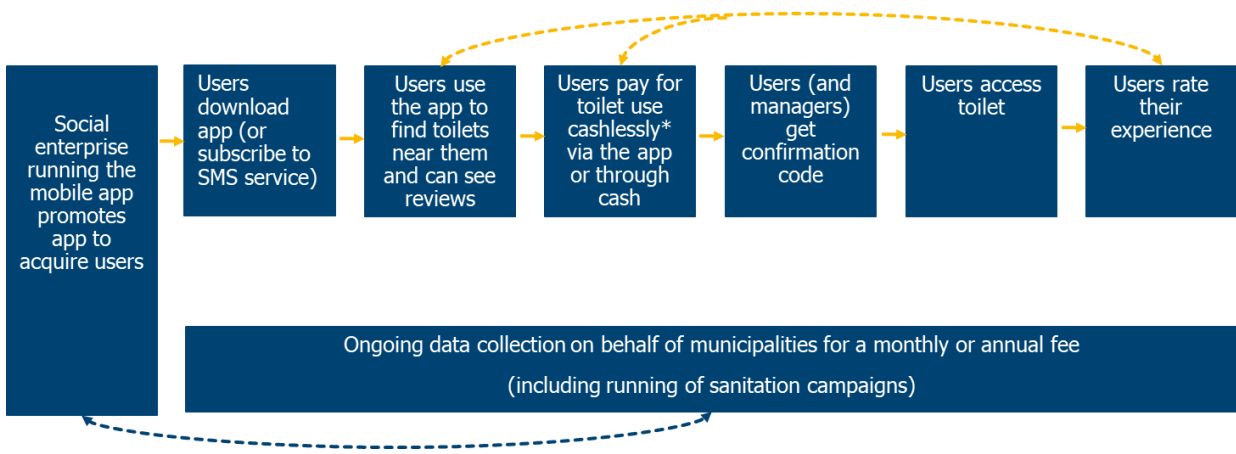 Social
enterprise
running the
mobile app
promotes
app to
acquire users
Users
download
app (or
subscribe to
SMS service)
Users use
the app to
find toilets
near them
and can see
reviews
Users pay for
toilet use
cashlessly*
via the app
or through
cash
Users (and
managers)
get
confirmation
code
Users access
toilet
Users rate
their
experience
Ongoing data collection on behalf of municipalities for a monthly or annual fee
(including running of sanitation campaigns)